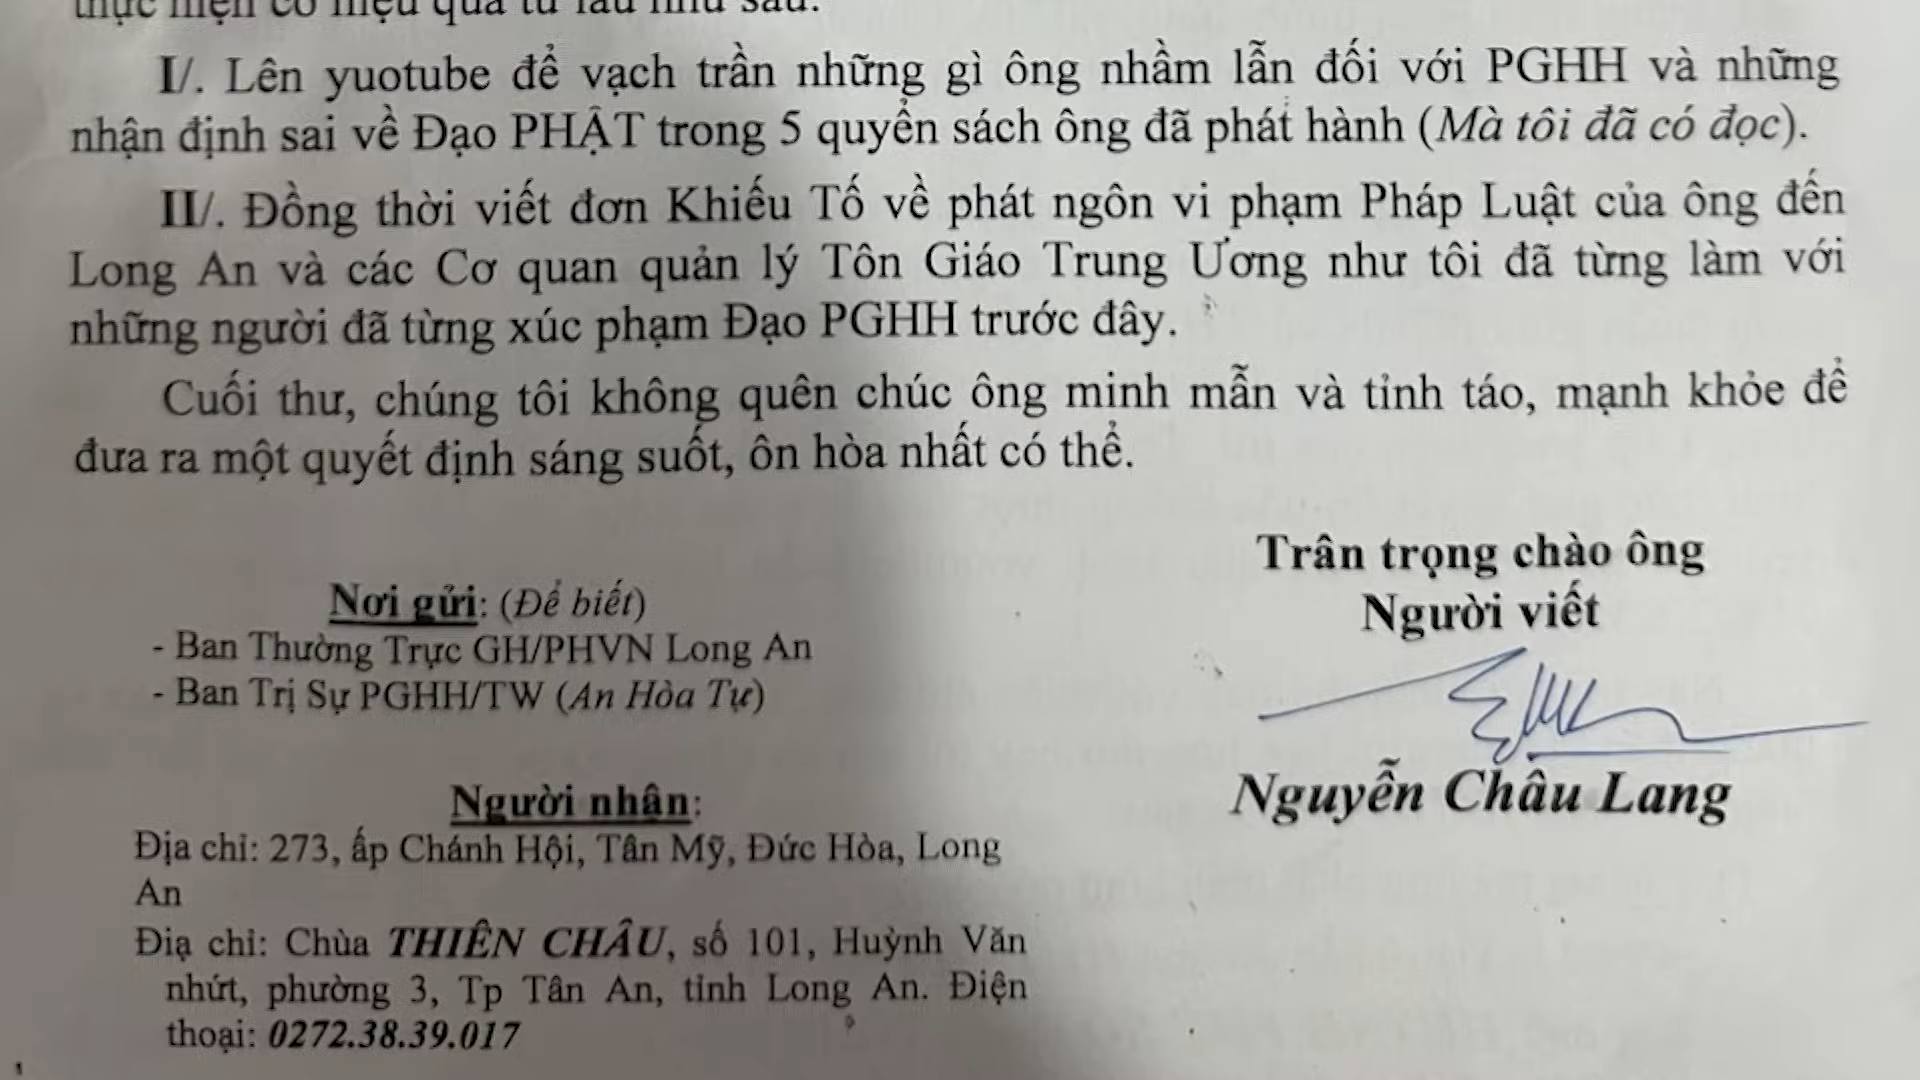 thực hiện có hiệu quả từ lâu như sau:
I/. Lên yuotube để vạch trần những gì ông nhầm lẫn đối với PGHH và những
nhận định sai về Đạo PHẬT trong 5 quyển sách ông đã phát hành (Mà tôi đã có đọc).
II/. Đồng thời viết đơn Khiếu Tố về phát ngôn vi phạm Pháp Luật của ông đến
Long An và các Cơ quan quản lý Tôn Giáo Trung Ương như tôi đã từng làm với
những người đã từng xúc phạm Đạo PGHH trước đây.
Cuối thư, chúng tôi không quên chúc ông minh mẫn và tỉnh táo, mạnh khỏe để
đưa ra một quyết định sáng suốt, ôn hòa nhất có thể.
Trân trọng chào ông
Người viết
Nguyễn Châu Lang
Nơi gửi: (Để biết)
- Ban Thường Trực GH/PHVN Long An
- Ban Trị Sự PGHH/TW (An Hòa Tự)
Người nhận:
Địa chỉ: 273, ấp Chánh Hội, Tân Mỹ, Đức Hòa, Long
An
Địa chỉ: Chùa THIÊN CHÂU, số 101, Huỳnh Văn
nhứt, phường 3, Tp Tân An, tỉnh Long An. Điện
thoại: 0272.38.39.017